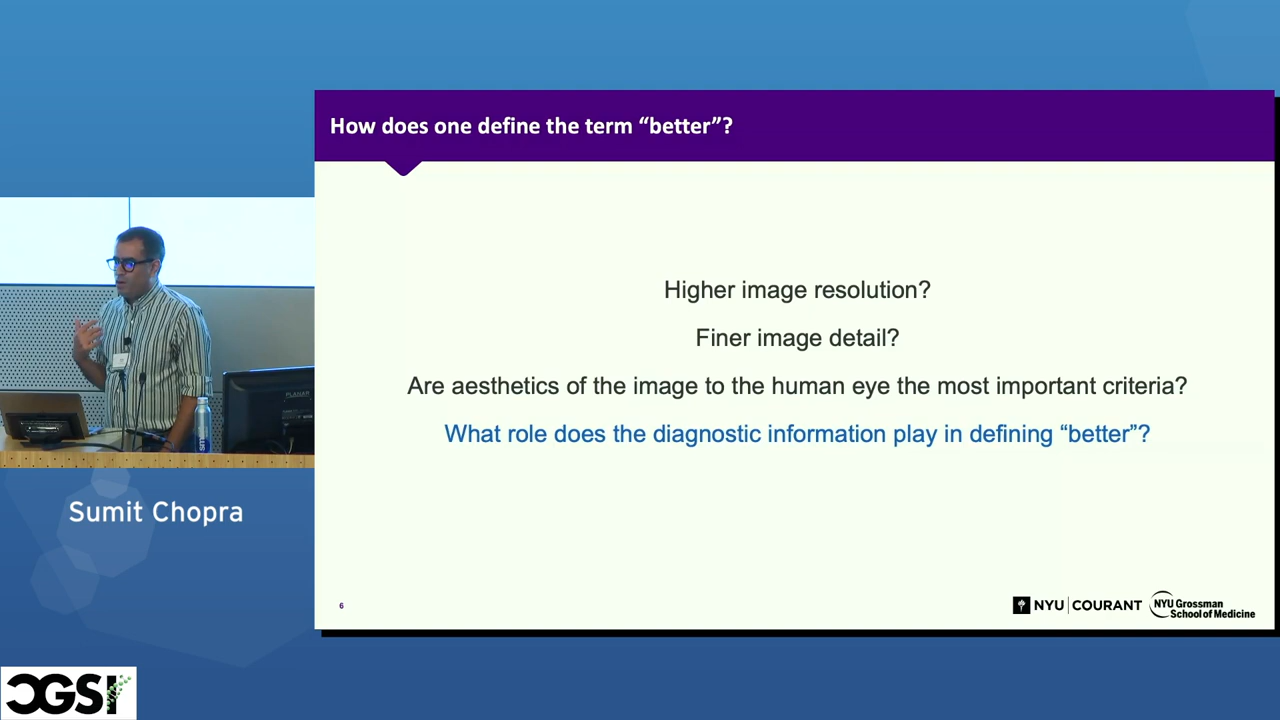 How does one define the term “better”?
Higher image resolution?
Finer image detail?
Are aesthetics of the image to the human eye the most important criteria?
What role does the diagnostic information play in defining “better”?
Sumit Chopra
6
NYU COURANT
NYU Grossman
School of Medicine
CGSI
PLANAR